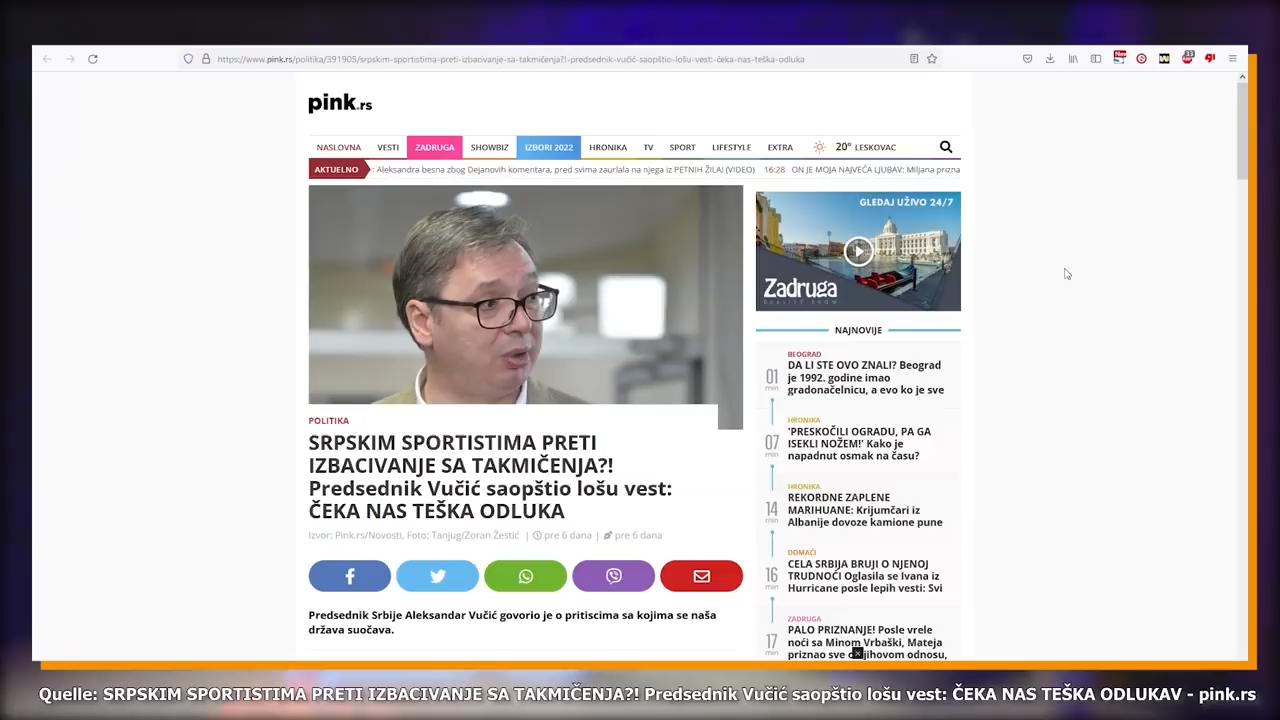 https://www.pink.rs/politika/391905/srpskim-sportistima-preti-izbacivanje-sa-takmičenja?!-predsednik-vučić-saopštio-lošu-vest:-čeka-nas-teška-odluka
pink.rs
NASLOVNA VESTI ZADRUGA SHOWBIZ IZBORI 2022 HRONIKA TV SPORT LIFESTYLE EXTRA 20° LESKOVAC
AKTUELNO : Aleksandra besna zbog Dejanovih komentara, pred svima zaurlala na njega iz PETNIH ŽILA! (VIDEO) 16:28 ON JE MOJA NAJVEĆA LJUBAV: Miljana prizna
GLEDAJ UŽIVO 24/7
Zadruga
REALITY SHOW
NAJNOVIJE
BEOGRAD
01 min
DA LI STE OVO ZNALI? Beograd
je 1992. godine imao
gradonačelnicu, a evo ko je sve
HRONIKA
07 min
'PRESKOČILI OGRADU, PA GA
ISEKLI NOŽEM!' Kako je
napadnut osmak na času?
HRONIKA
14 min
REKORDNE ZAPLENE
MARIHUANE: Krijumčari iz
Albanije dovoze kamione pune
DOMAĆI
16 min
CELA SRBIJA BRUJI O NJENOJ
TRUDNOĆI Oglasila se Ivana iz
Hurricane posle lepih vesti: Svi
ZADRUGA
17 min
PALO PRIZNANJE! Posle vrele
noći sa Minom Vrbaški, Mateja
priznao sve o njihovom odnosu,
POLITIKA
SRPSKIM SPORTISTIMA PRETI
IZBACIVANJE SA TAKMIČENJA?!
Predsednik Vučić saopštio lošu vest:
ČEKA NAS TEŠKA ODLUKA
Izvor: Pink.rs/Novosti, Foto: Tanjug/Zoran Žestić | pre 6 dana | pre 6 dana
Predsednik Srbije Aleksandar Vučić govorio je o pritiscima sa kojima se naša
država suočava.
Quelle: SRPSKIM SPORTISTIMA PRETI IZBACIVANJE SA TAKMIČENJA?! Predsednik Vučić saopštio lošu vest: ČEKA NAS TEŠKA ODLUKAV - pink.rs